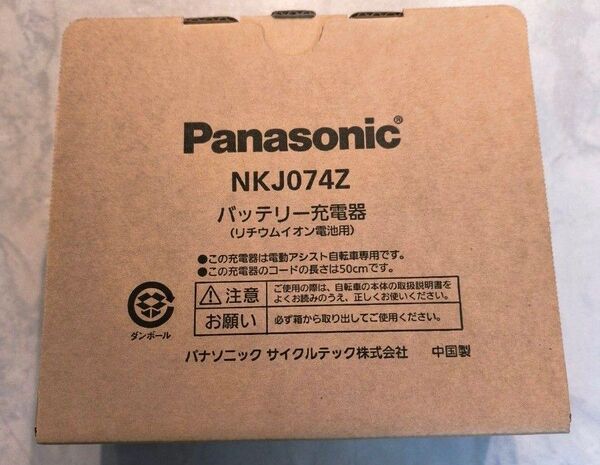 Panasonic®
NKJ074Z
バッテリー充電器
(リチウムイオン電池用)
●この充電器は電動アシスト自転車専用です。
●この充電器のコードの長さは50cmです。
注意
ご使用の際は、自転車の本体の取扱説明書を
よくお読みのうえ、正しくお使いください。
お願い
必ず箱から取り出してご使用ください。
ダンボール
パナソニック サイクルテック株式会社 中国製